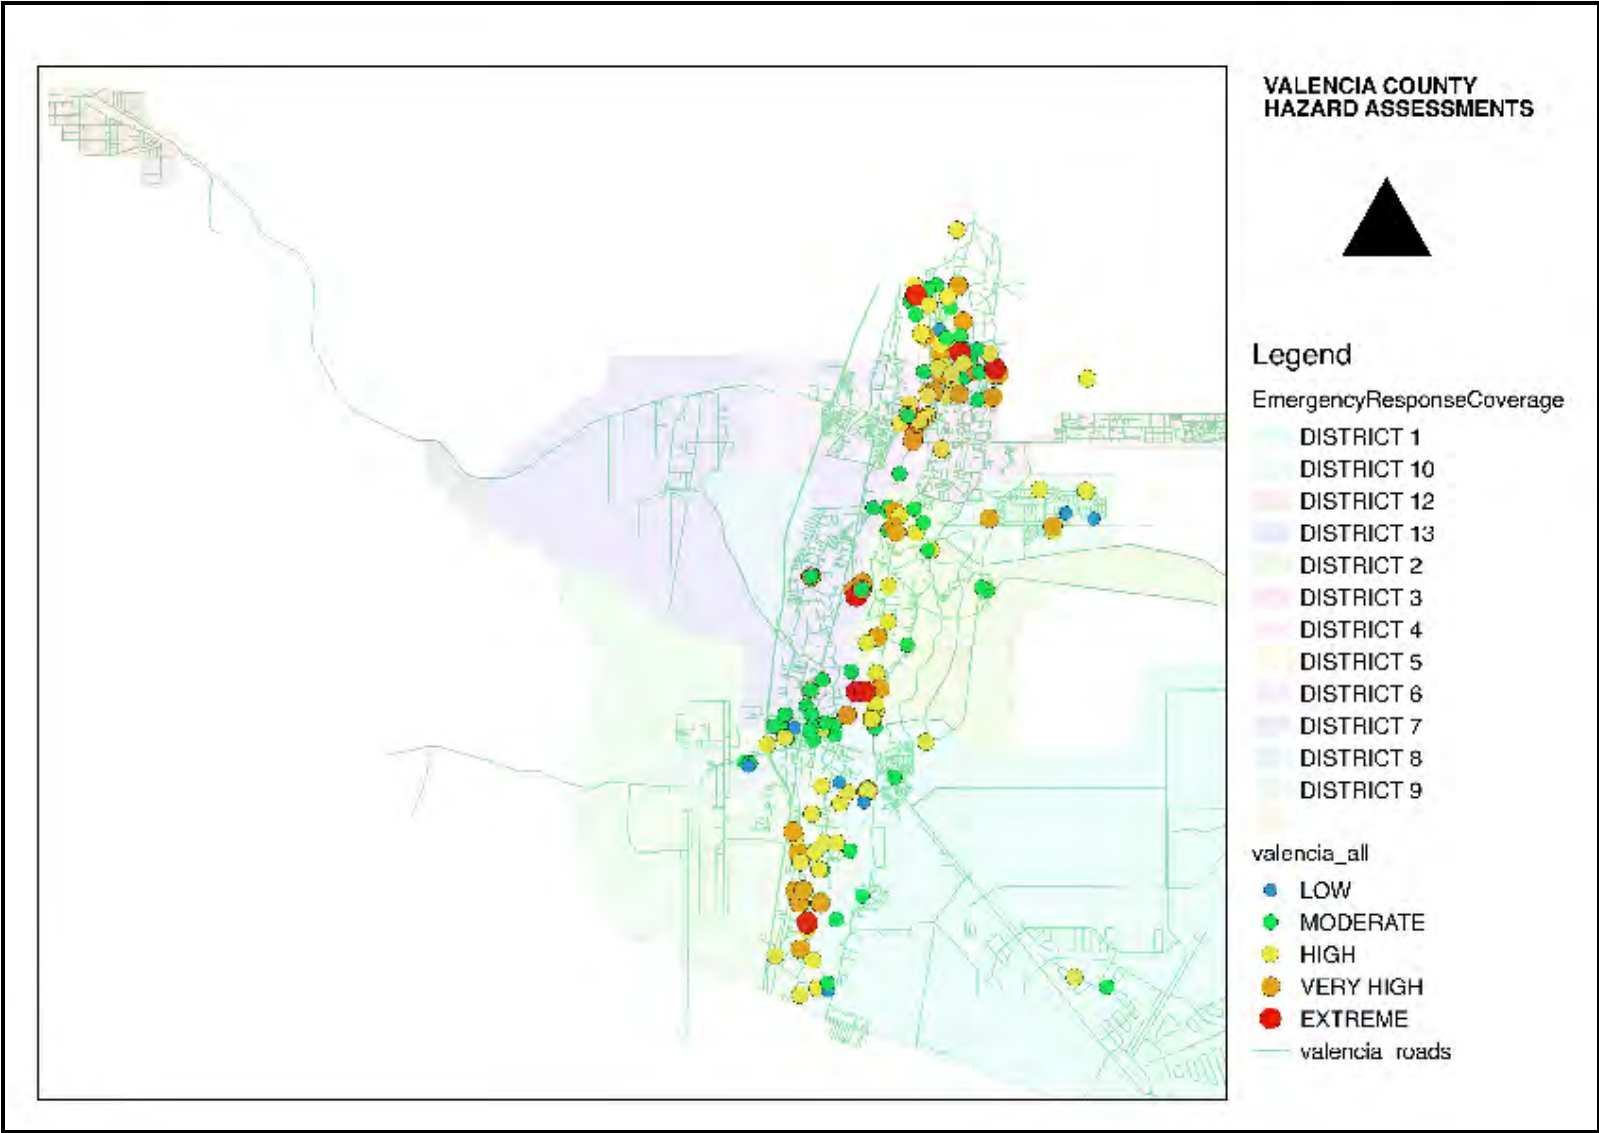 VALENCIA COUNTY
HAZARD ASSESSMENTS
Legend
EmergencyResponseCoverage
DISTRICT 1
DISTRICT 10
DISTRICT 12
DISTRICT 13
DISTRICT 2
DISTRICT 3
DISTRICT 4
DISTRICT 5
DISTRICT 6
DISTRICT 7
DISTRICT 8
DISTRICT 9
valencia_all
LOW
MODERATE
HIGH
VERY HIGH
EXTREME
valencia_roads